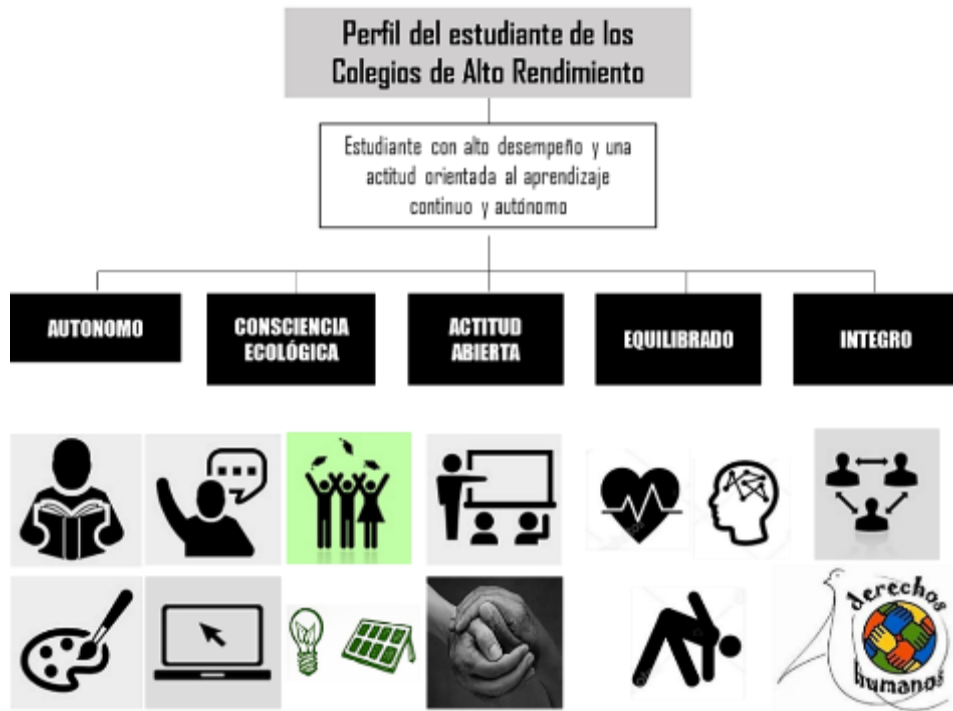 Perfil del estudiante de los
Colegios de Alto Rendimiento
Estudiante con alto desempeño y una
actitud orientada al aprendizaje
continuo y autónomo
AUTONOMO
CONSCIENCIA
ECOLÓGICA
ACTITUD
ABIERTA
EQUILIBRADO
INTEGRO
derechos
humanos